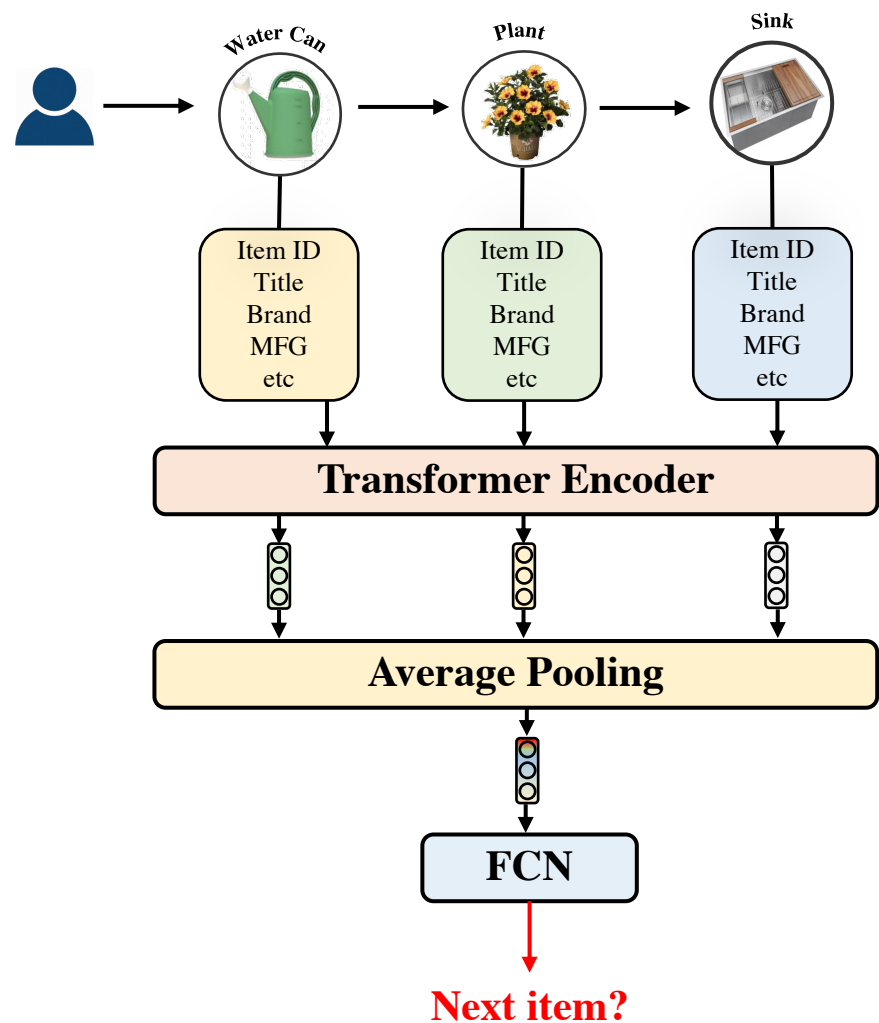 Water Can
Plant
Sink
Item ID
Title
Brand
MFG
etc
Item ID
Title
Brand
MFG
etc
Item ID
Title
Brand
MFG
etc
Transformer Encoder
Average Pooling
FCN
Next item?